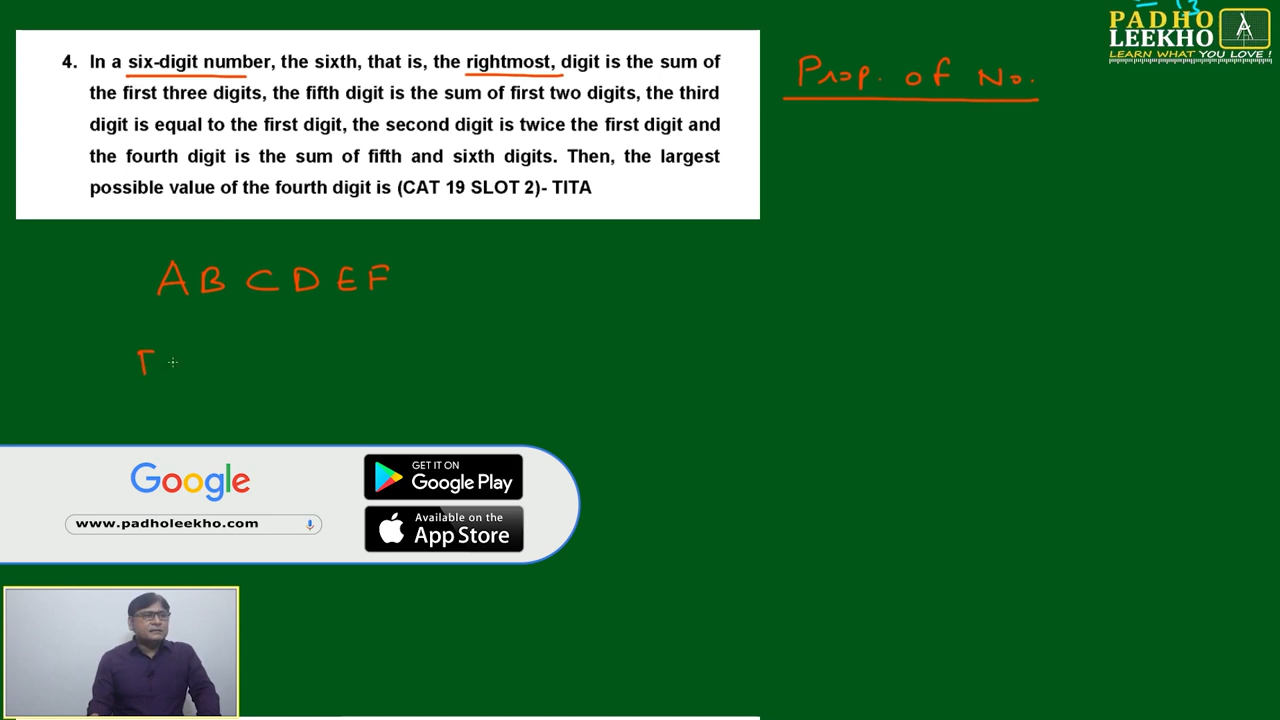 = 13
PADHO
LEEKHO
LEARN WHAT YOU LOVE !
4. In a six-digit number, the sixth, that is, the rightmost, digit is the sum of
the first three digits, the fifth digit is the sum of first two digits, the third
digit is equal to the first digit, the second digit is twice the first digit and
the fourth digit is the sum of fifth and sixth digits. Then, the largest
possible value of the fourth digit is (CAT 19 SLOT 2)- TITA
Prop. of No.
A B C D E F
Google
www.padholeekho.com
GET IT ON
Google Play
Available on the
App Store